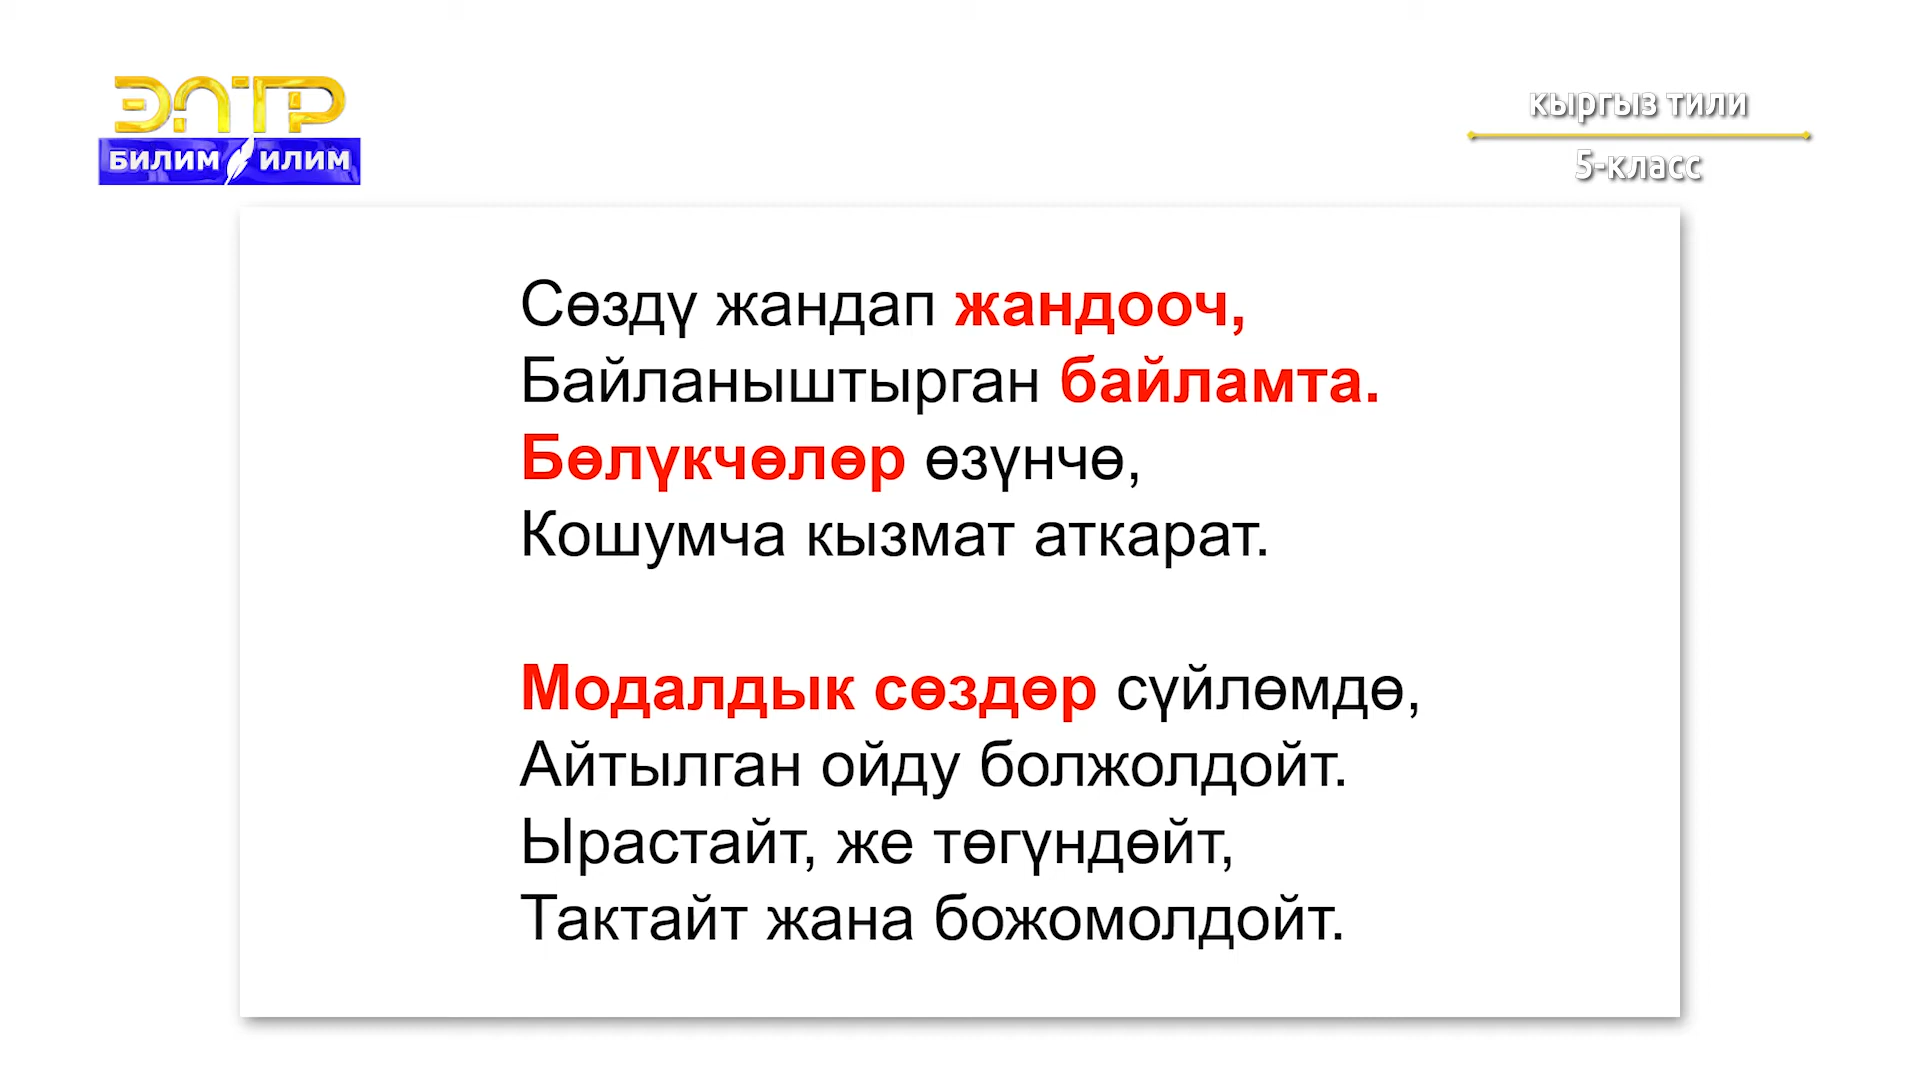 ЭЛТР
БИЛИМ ИЛИМ
кыргыз тили
5-класс
Сөздү жандап жандооч,
Байланыштырган байламта.
Бөлүкчөлөр өзүнчө,
Кошумча кызмат аткарат.
Модалдык сөздөр сүйлөмдө,
Айтылган ойду болжолдойт.
Ырастайт, же төгүндөйт,
Тактайт жана божомолдойт.